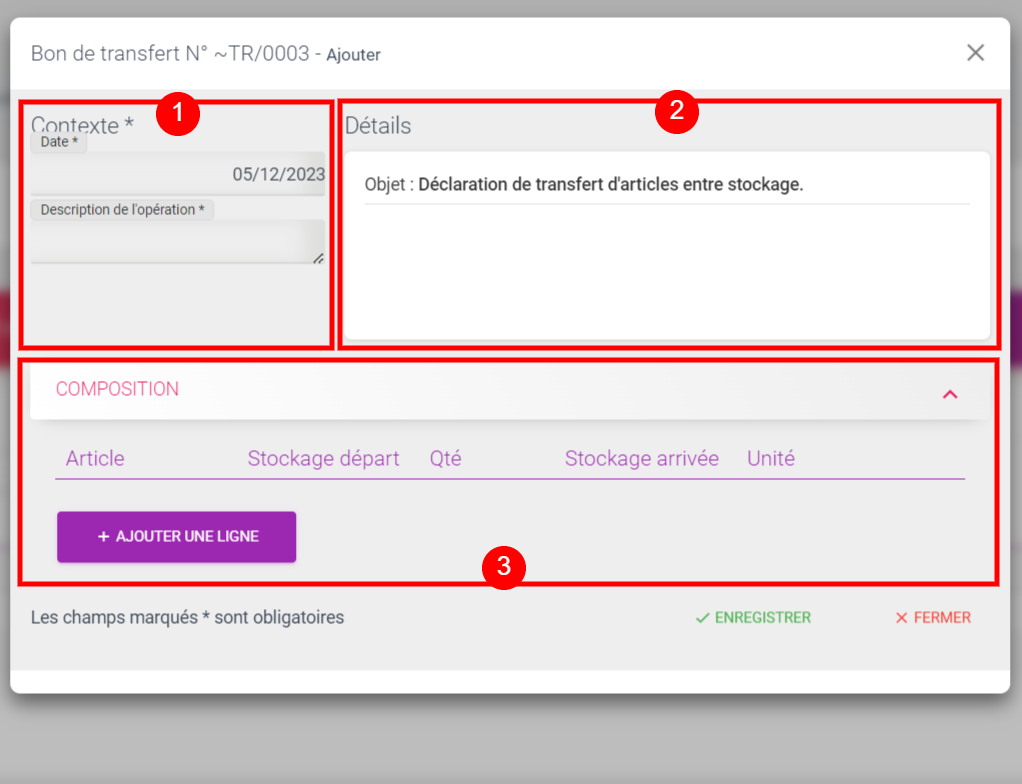 Bon de transfert N° ~TR/0003 - Ajouter
1
2
Contexte *
Date *
05/12/2023
Description de l'opération *
Détails
Objet : Déclaration de transfert d'articles entre stockage.
COMPOSITION
Article Stockage départ Qté Stockage arrivée Unité
+ AJOUTER UNE LIGNE
3
Les champs marqués * sont obligatoires
ENREGISTRER
FERMER